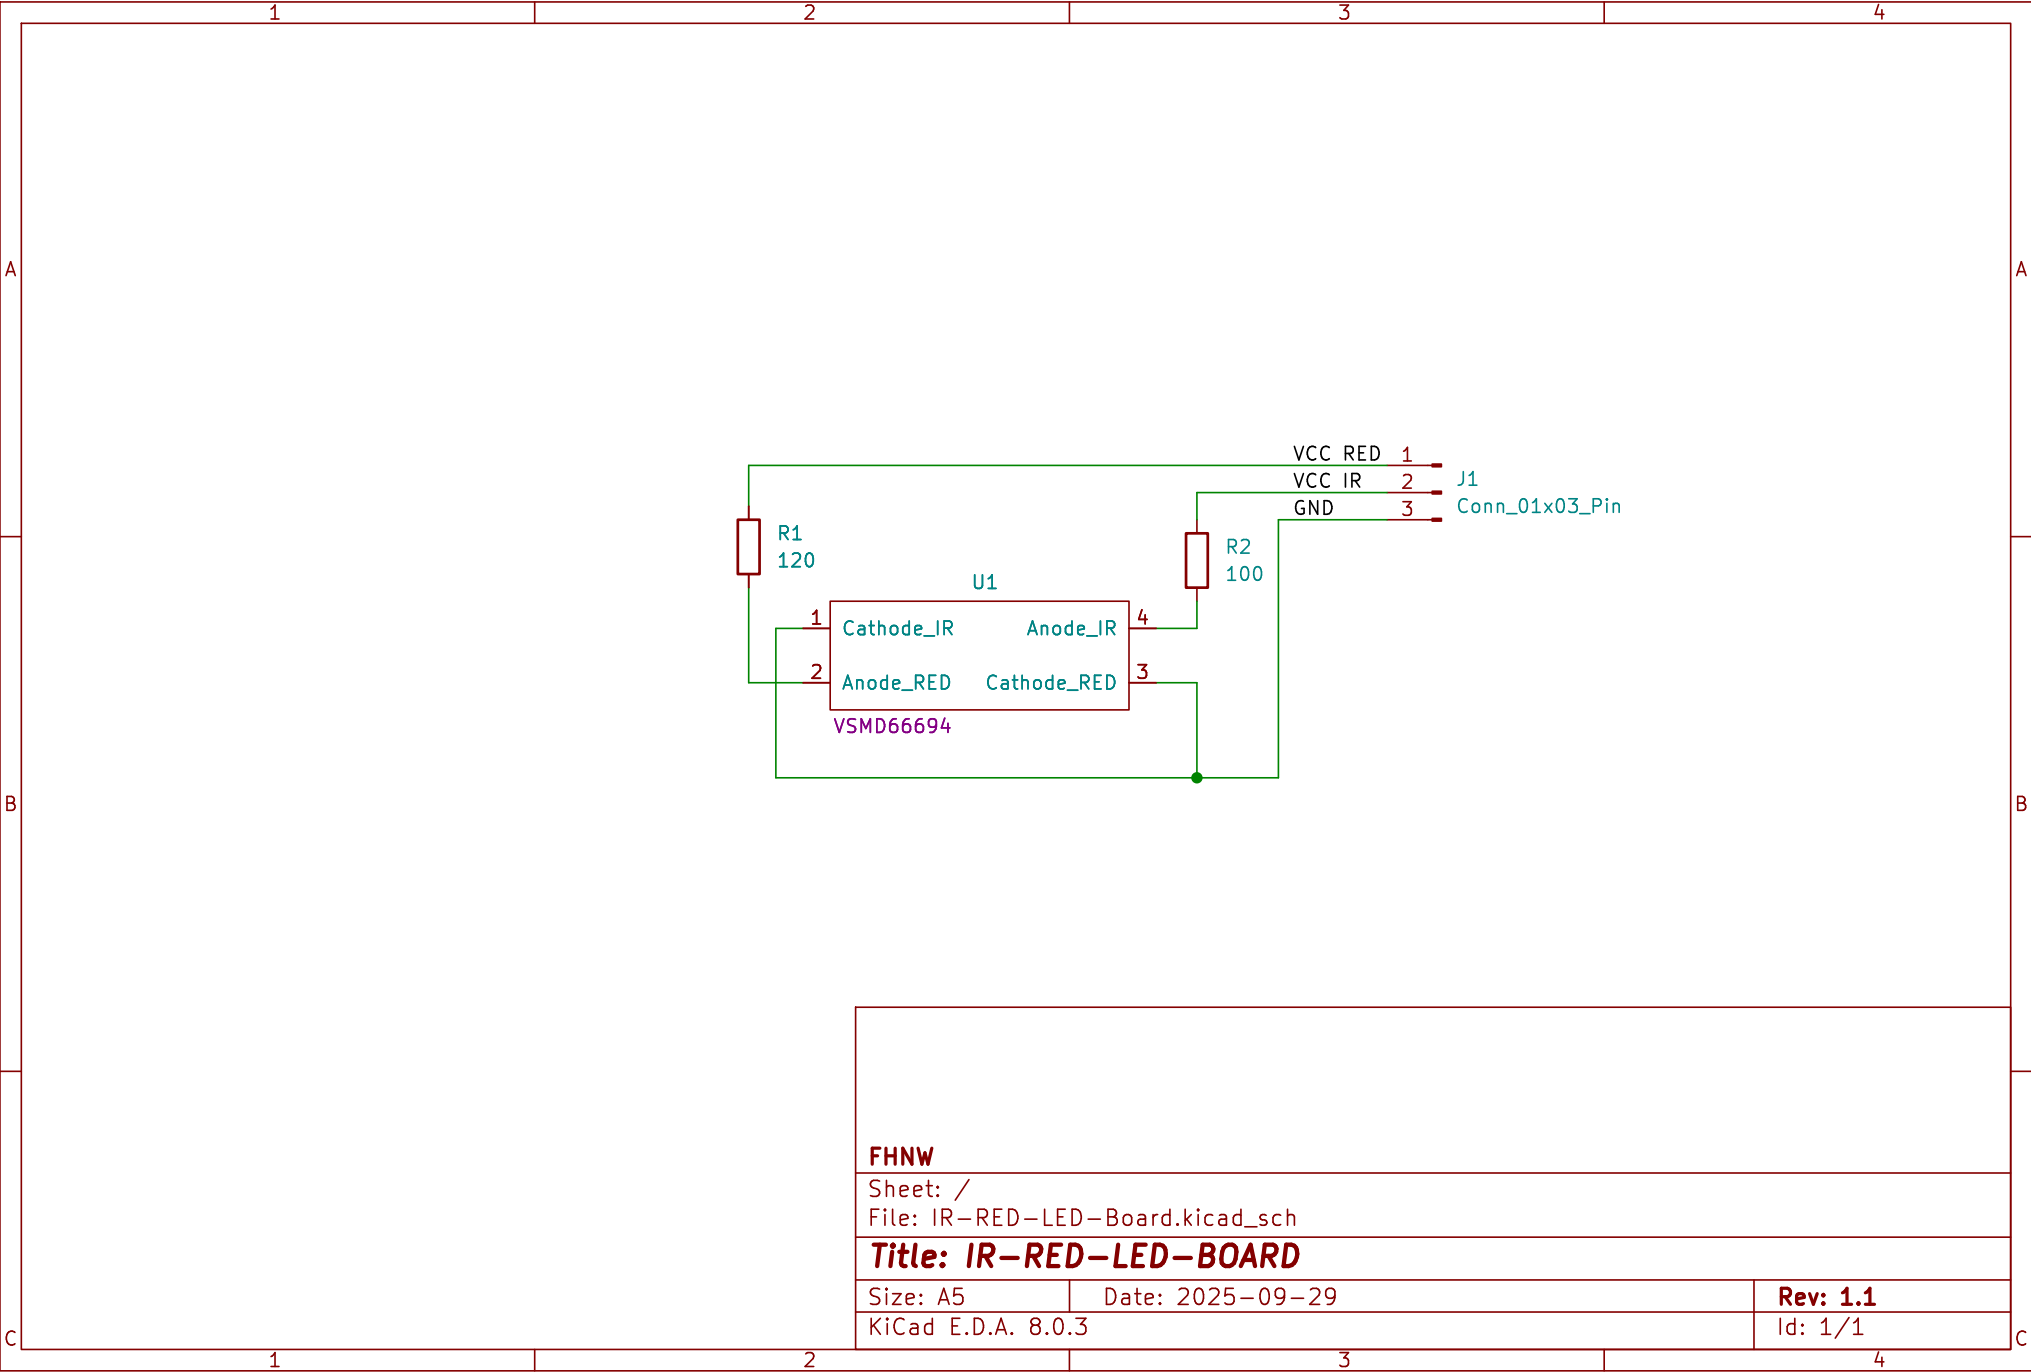 1 2 3 4
A A
VCC RED 1
VCC IR 2
GND 3
J1
Conn_01x03_Pin
R1
120
R2
100
U1
1 Cathode_IR Anode_IR 4
2 Anode_RED Cathode_RED 3
VSMD66694
B B
FHNW
Sheet: /
File: IR-RED-LED-Board.kicad_sch
Title: IR-RED-LED-BOARD
Size: A5 Date: 2025-09-29 Rev: 1.1
KiCad E.D.A. 8.0.3 Id: 1/1
C C
1 2 3 4